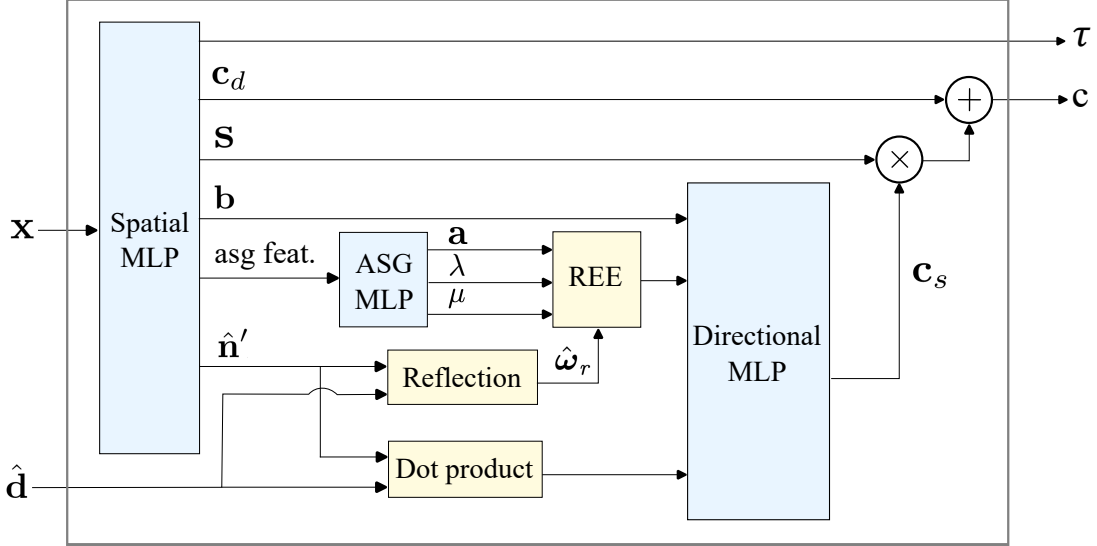 τ
c_d
c
s
b
x
Spatial
MLP
asg feat.
ASG
MLP
a
λ
μ
REE
c_s
n̂′
Reflection
ω̂_r
Directional
MLP
d̂
Dot product